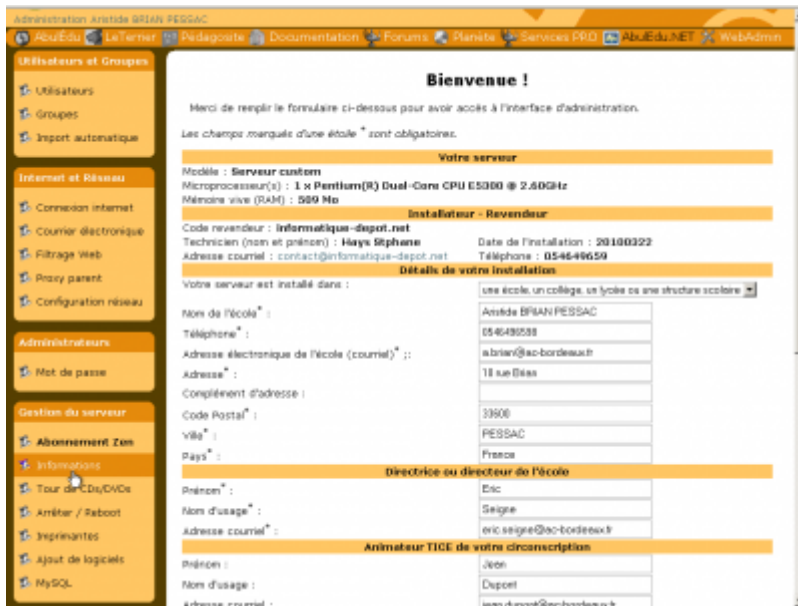 Administration Aristide BRIAN PESSAC
AbulEdu LeTerrier Pédagosite Documentation Forums Planète Services PRO AbulEdu.NET WebAdmin
Utilisateurs et Groupes
Utilisateurs
Groupes
Import automatique
Internet et Réseau
Connexion internet
Courrier électronique
Filtrage Web
Proxy parent
Configuration réseau
Administrateurs
Mot de passe
Gestion du serveur
Abonnement Zen
Informations
Tour de CDs/DVDs
Arrêter / Reboot
Imprimantes
Ajout de logiciels
MySQL
Bienvenue !
Merci de remplir le formulaire ci-dessous pour avoir accès à l'interface d'administration.
Les champs marqués d'une étoile * sont obligatoires.
Votre serveur
Modèle : Serveur custom
Microprocesseur(s) : 1 x Pentium(R) Dual-Core CPU E5300 @ 2.60GHz
Mémoire vive (RAM) : 509 Mo
Installateur - Revendeur
Code revendeur : informatique-depot.net
Technicien (nom et prénom) : Hays Stphane Date de l'installation : 20100322
Adresse courriel : contact@informatique-depot.net Téléphone : 054649659
Détails de votre installation
Votre serveur est installé dans : une école, un collège, un lycée ou une structure scolaire
Nom de l'école* : Aristide BRIAN PESSAC
Téléphone* : 0546496598
Adresse électronique de l'école (courriel)* ;: a.brian@ac-bordeaux.fr
Adresse* : 18 rue Brian
Complément d'adresse :
Code Postal* : 33600
Ville* : PESSAC
Pays* : France
Directrice ou directeur de l'école
Prénom* : Eric
Nom d'usage* : Seigne
Adresse courriel* : eric.seigne@ac-bordeaux.fr
Animateur TICE de votre circonscription
Prénom : Jean
Nom d'usage : Dupont
Adresse courriel : jean.dupont@ac-bordeaux.fr